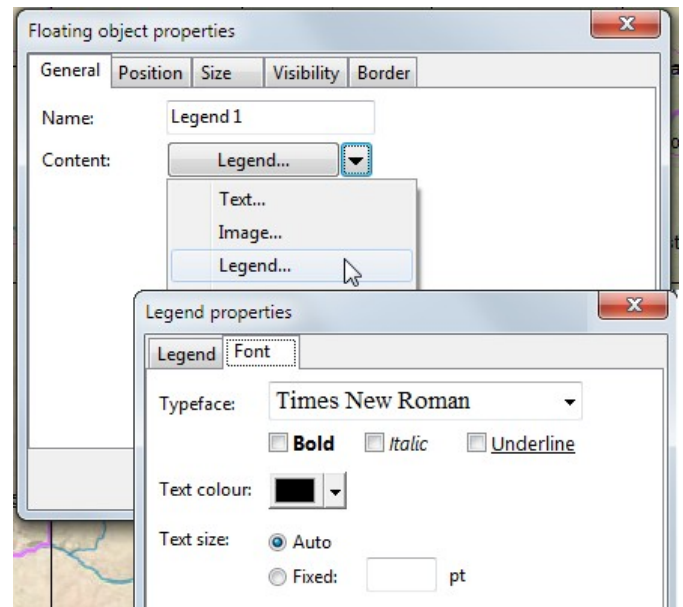 Floating object properties
General Position Size Visibility Border
Name: Legend 1
Content: Legend...
Text...
Image...
Legend...
Legend properties
Legend Font
Typeface: Times New Roman
Bold Italic Underline
Text colour:
Text size: Auto
Fixed: pt